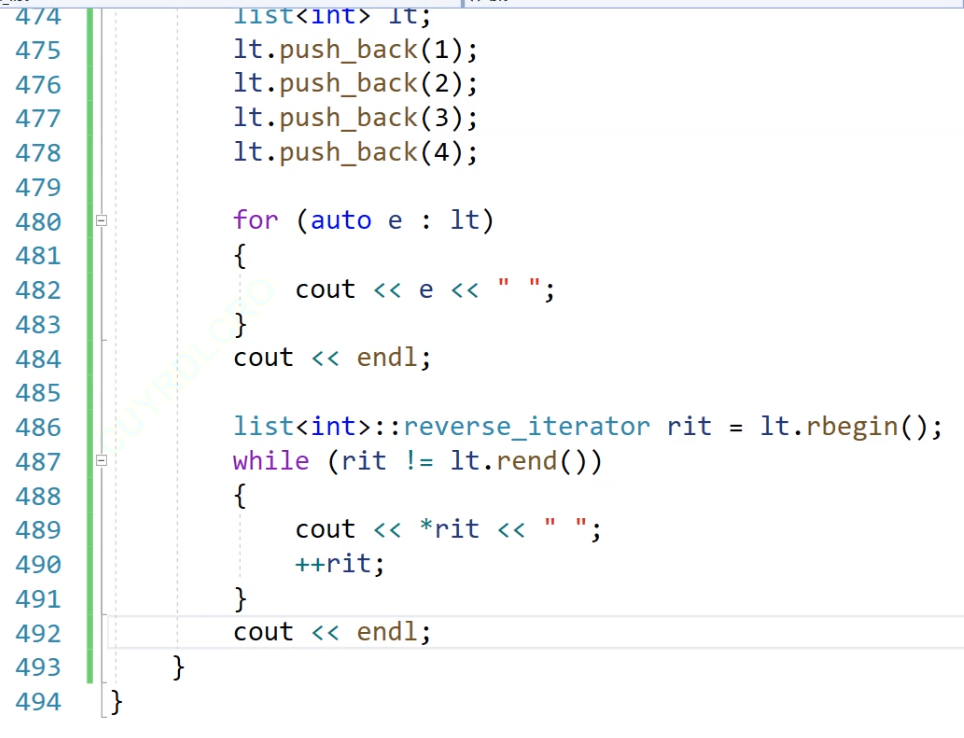 474 list<int> lt;
475 lt.push_back(1);
476 lt.push_back(2);
477 lt.push_back(3);
478 lt.push_back(4);
479
480 for (auto e : lt)
481 {
482 cout << e << " ";
483 }
484 cout << endl;
485
486 list<int>::reverse_iterator rit = lt.rbegin();
487 while (rit != lt.rend())
488 {
489 cout << *rit << " ";
490 ++rit;
491 }
492 cout << endl;
493 }
494 }